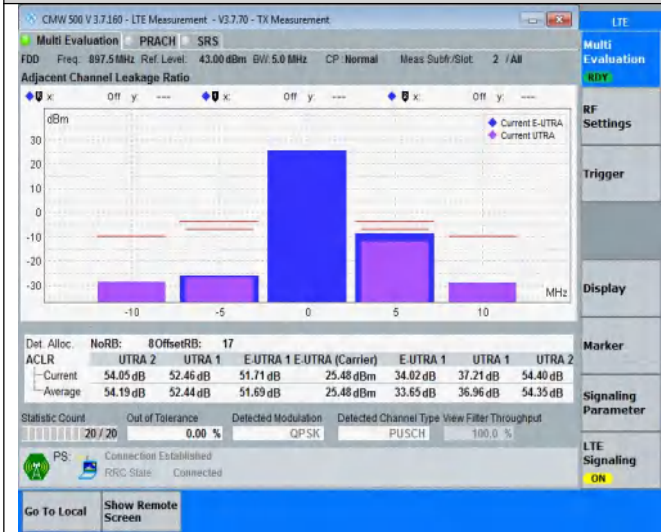 CMW 500 V 3.7.160 - LTE Measurement - V3.7.70 - TX Measurement
LTE
Multi Evaluation PRACH SRS
FDD Freq: 897.5 MHz Ref. Level: 43.00 dBm BW: 5.0 MHz CP: Normal Meas Subfr./Slot: 2 / All
Adjacent Channel Leakage Ratio
x: Off y: --- x: Off y: --- x: Off y: ---
dBm
Current E-UTRA
Current UTRA
30
20
10
0
-10
-20
-30
MHz
-10 -5 0 5 10
Det. Alloc. NoRB: 8 OffsetRB: 17
ACLR UTRA 2 UTRA 1 E-UTRA 1 E-UTRA (Carrier) E-UTRA 1 UTRA 1 UTRA 2
Current 54.05 dB 52.46 dB 51.71 dB 25.48 dBm 34.02 dB 37.21 dB 54.40 dB
Average 54.19 dB 52.44 dB 51.69 dB 25.48 dBm 33.65 dB 36.96 dB 54.35 dB
Statistic Count Out of Tolerance Detected Modulation Detected Channel Type View Filter Throughput
20 / 20 0.00 % QPSK PUSCH 100.0 %
PS: Connection Established
RRC State Connected
Multi
Evaluation
RDY
RF
Settings
Trigger
Display
Marker
Signaling
Parameter
LTE
Signaling
ON
Go To Local
Show Remote
Screen